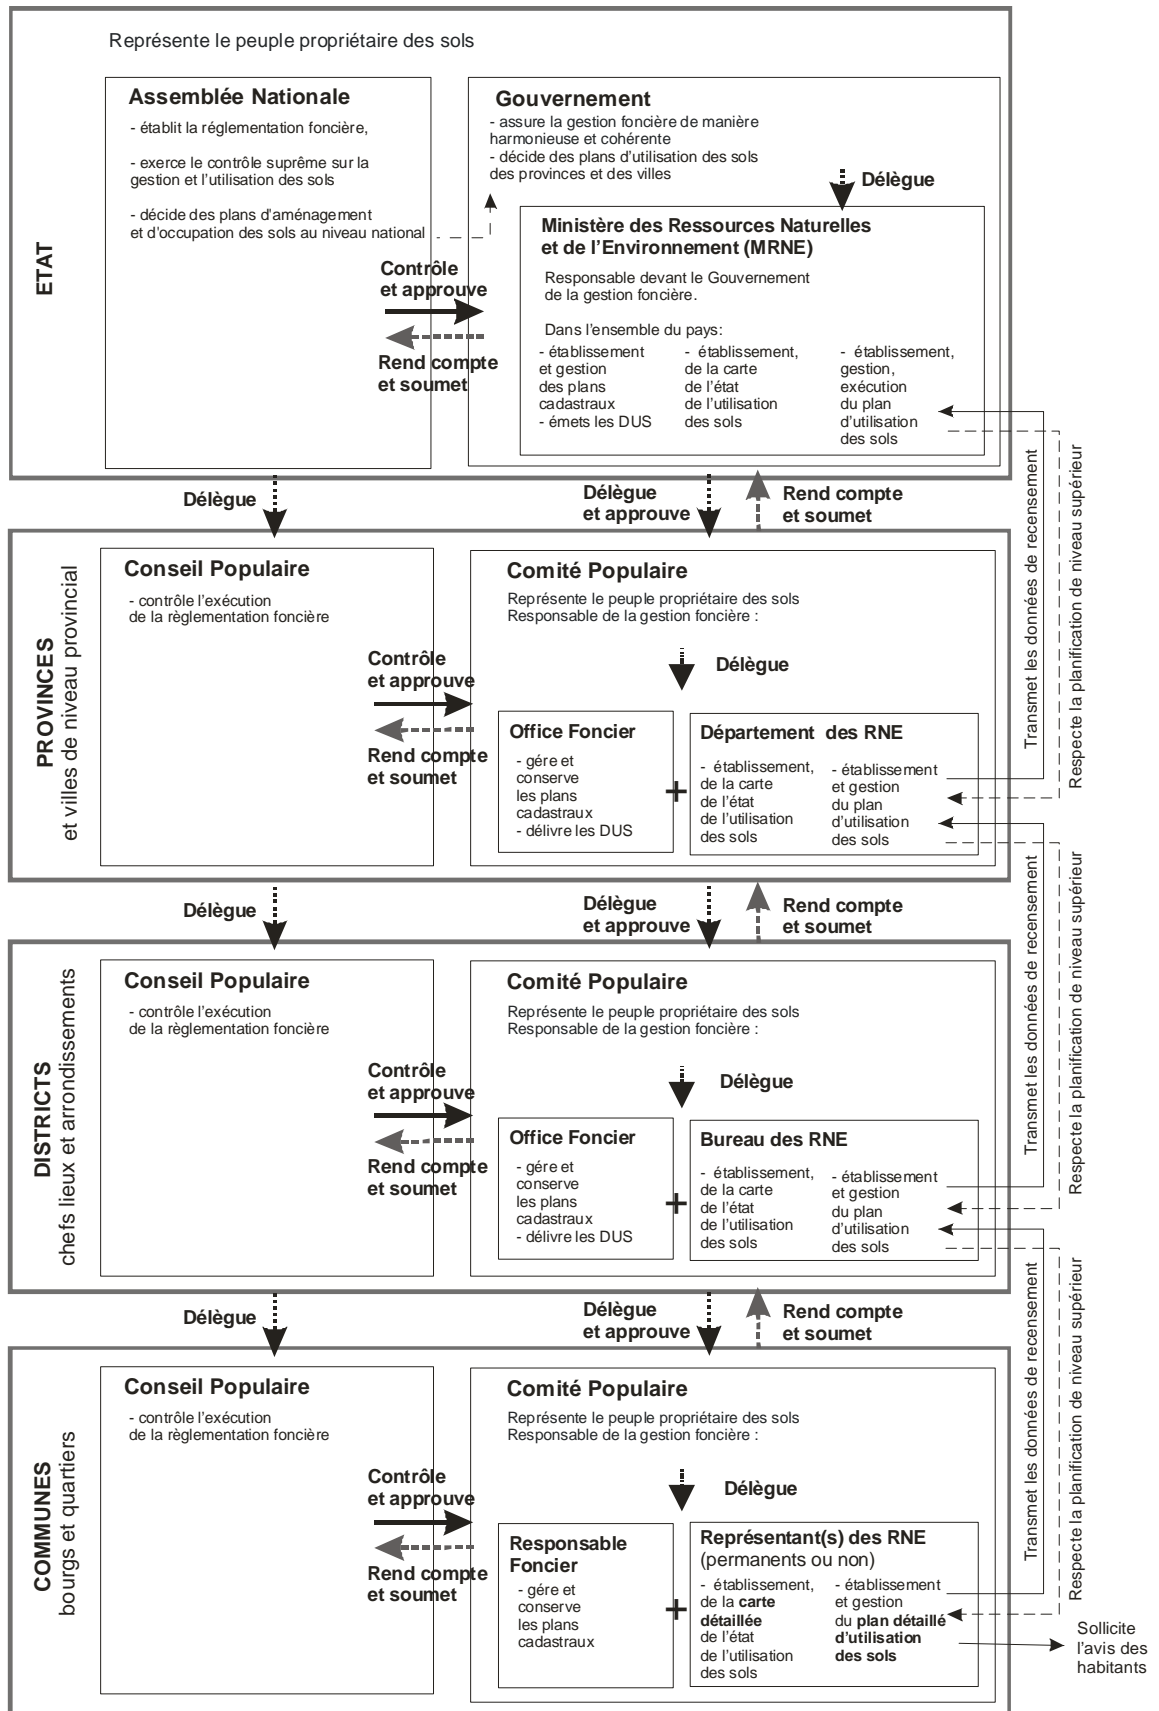 Représente le peuple propriétaire des sols
ETAT
Assemblée Nationale
- établit la réglementation foncière,
- exerce le contrôle suprême sur la
gestion et l'utilisation des sols
- décide des plans d'aménagement
et d'occupation des sols au niveau national
Gouvernement
- assure la gestion foncière de manière
harmonieuse et cohérente
- décide des plans d'utilisation des sols
des provinces et des villes
Délègue
Ministère des Ressources Naturelles
et de l'Environnement (MRNE)
Responsable devant le Gouvernement
de la gestion foncière.
Dans l'ensemble du pays:
- établissement
et gestion
des plans
cadastraux
- émets les DUS
- établissement,
de la carte
de l'état
de l'utilisation
des sols
- établissement,
gestion,
exécution
du plan
d'utilisation
des sols
Contrôle
et approuve
Rend compte
et soumet
Délègue
Délègue
et approuve
Rend compte
et soumet
Transmet les données de recensement
Respecte la planification de niveau supérieur
PROVINCES
et villes de niveau provincial
Conseil Populaire
- contrôle l'exécution
de la règlementation foncière
Comité Populaire
Représente le peuple propriétaire des sols
Responsable de la gestion foncière :
Contrôle
et approuve
Rend compte
et soumet
Délègue
Office Foncier
- gére et
conserve
les plans
cadastraux
- délivre les DUS
+
Département des RNE
- établissement,
de la carte
de l'état
de l'utilisation
des sols
- établissement
et gestion
du plan
d'utilisation
des sols
Délègue
Délègue
et approuve
Rend compte
et soumet
Transmet les données de recensement
Respecte la planification de niveau supérieur
DISTRICTS
chefs lieux et arrondissements
Conseil Populaire
- contrôle l'exécution
de la règlementation foncière
Comité Populaire
Représente le peuple propriétaire des sols
Responsable de la gestion foncière :
Contrôle
et approuve
Rend compte
et soumet
Délègue
Office Foncier
- gére et
conserve
les plans
cadastraux
- délivre les DUS
+
Bureau des RNE
- établissement,
de la carte
de l'état
de l'utilisation
des sols
- établissement
et gestion
du plan
d'utilisation
des sols
Délègue
Délègue
et approuve
Rend compte
et soumet
Transmet les données de recensement
Respecte la planification de niveau supérieur
COMMUNES
bourgs et quartiers
Conseil Populaire
- contrôle l'exécution
de la règlementation foncière
Comité Populaire
Représente le peuple propriétaire des sols
Responsable de la gestion foncière :
Contrôle
et approuve
Rend compte
et soumet
Délègue
Responsable
Foncier
- gére et
conserve
les plans
cadastraux
+
Représentant(s) des RNE
(permanents ou non)
- établissement,
de la carte
détaillée
de l'état
de l'utilisation
des sols
- établissement
et gestion
du plan détaillé
d'utilisation
des sols
Sollicite
l'avis des
habitants